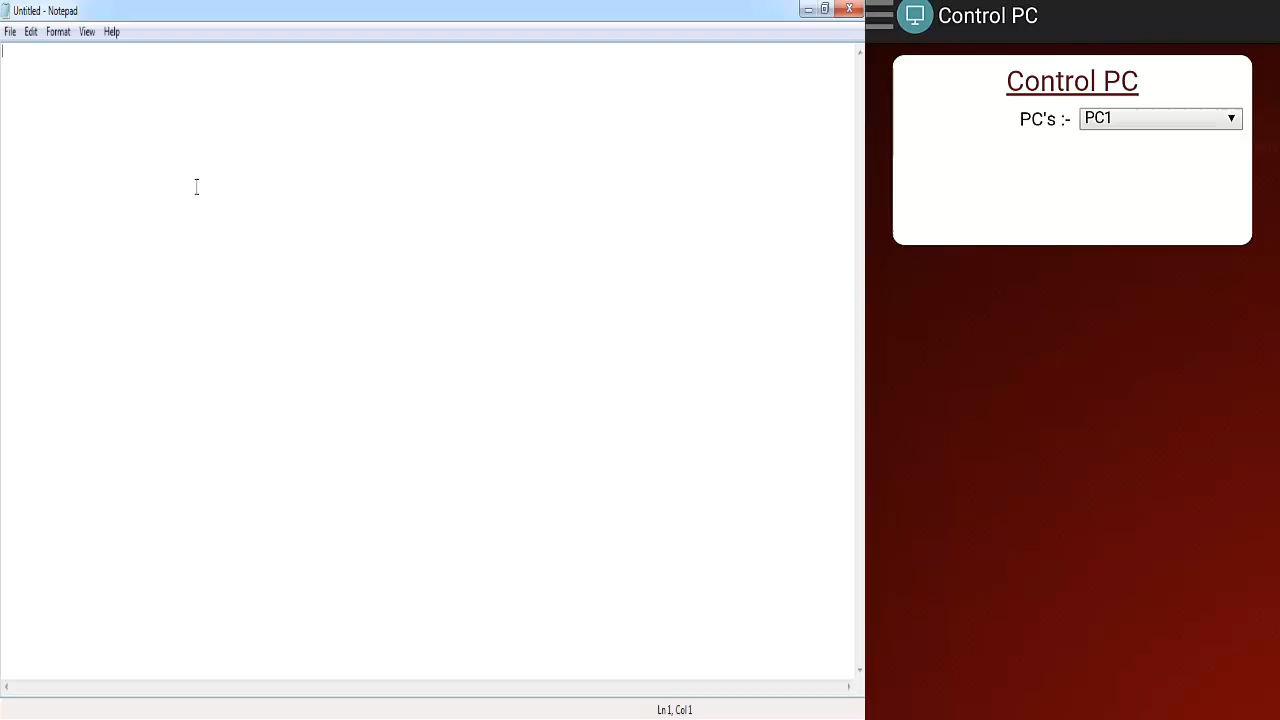 Untitled - Notepad
File Edit Format View Help
Ln 1, Col 1
Control PC
Control PC
PC's :- PC1